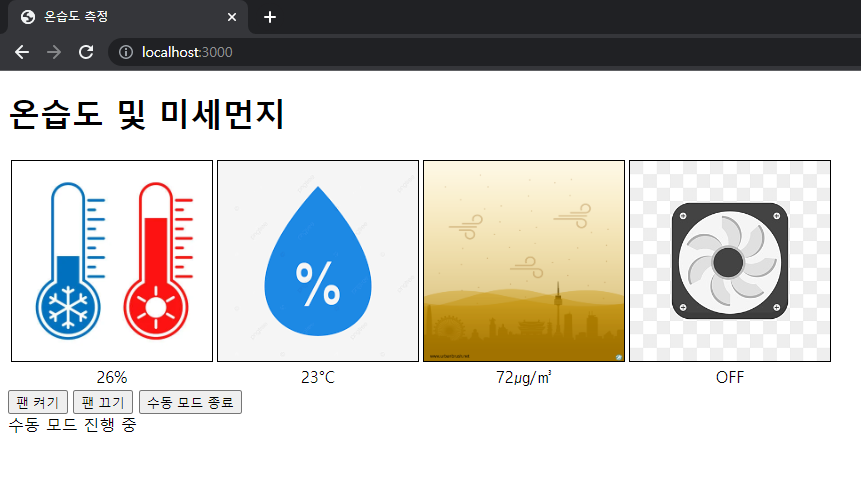 온습도 측정
localhost:3000
온습도 및 미세먼지
%
26%
23°C
72㎍/㎥
OFF
팬 켜기
팬 끄기
수동 모드 종료
수동 모드 진행 중